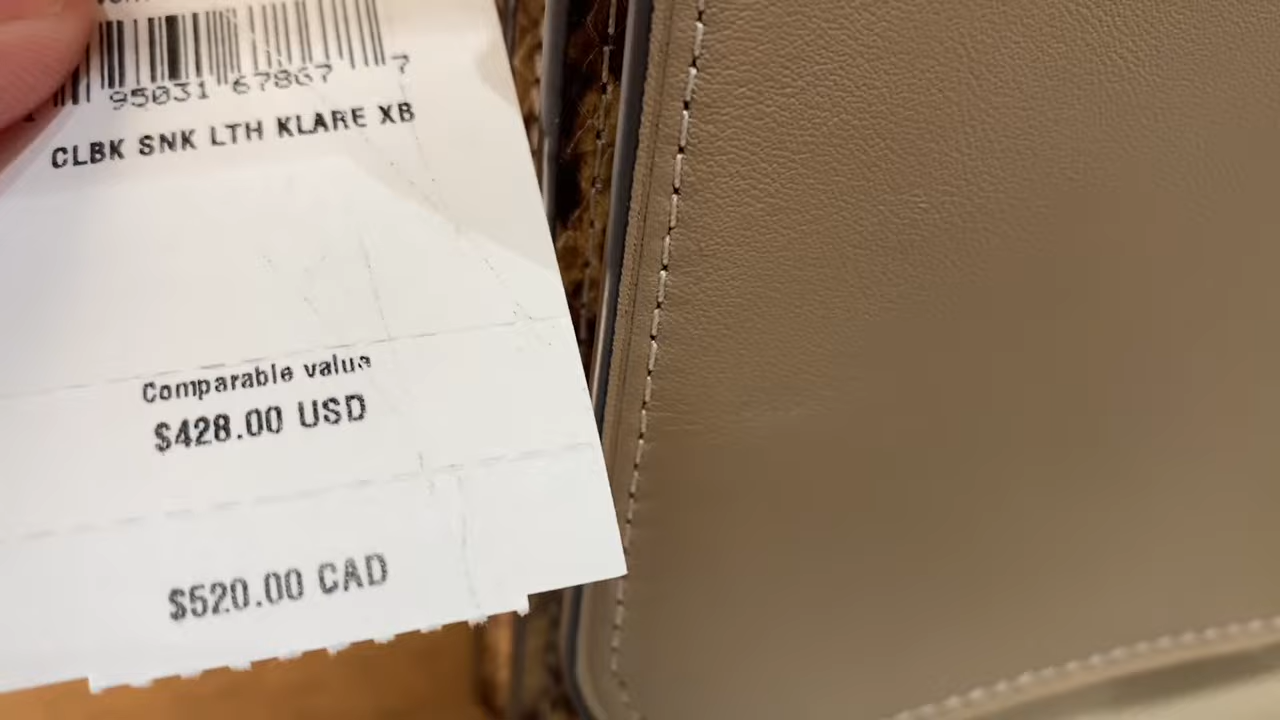 95031 67867 7
CLBK SNK LTH KLARE XB
Comparable value
$428.00 USD
$520.00 CAD